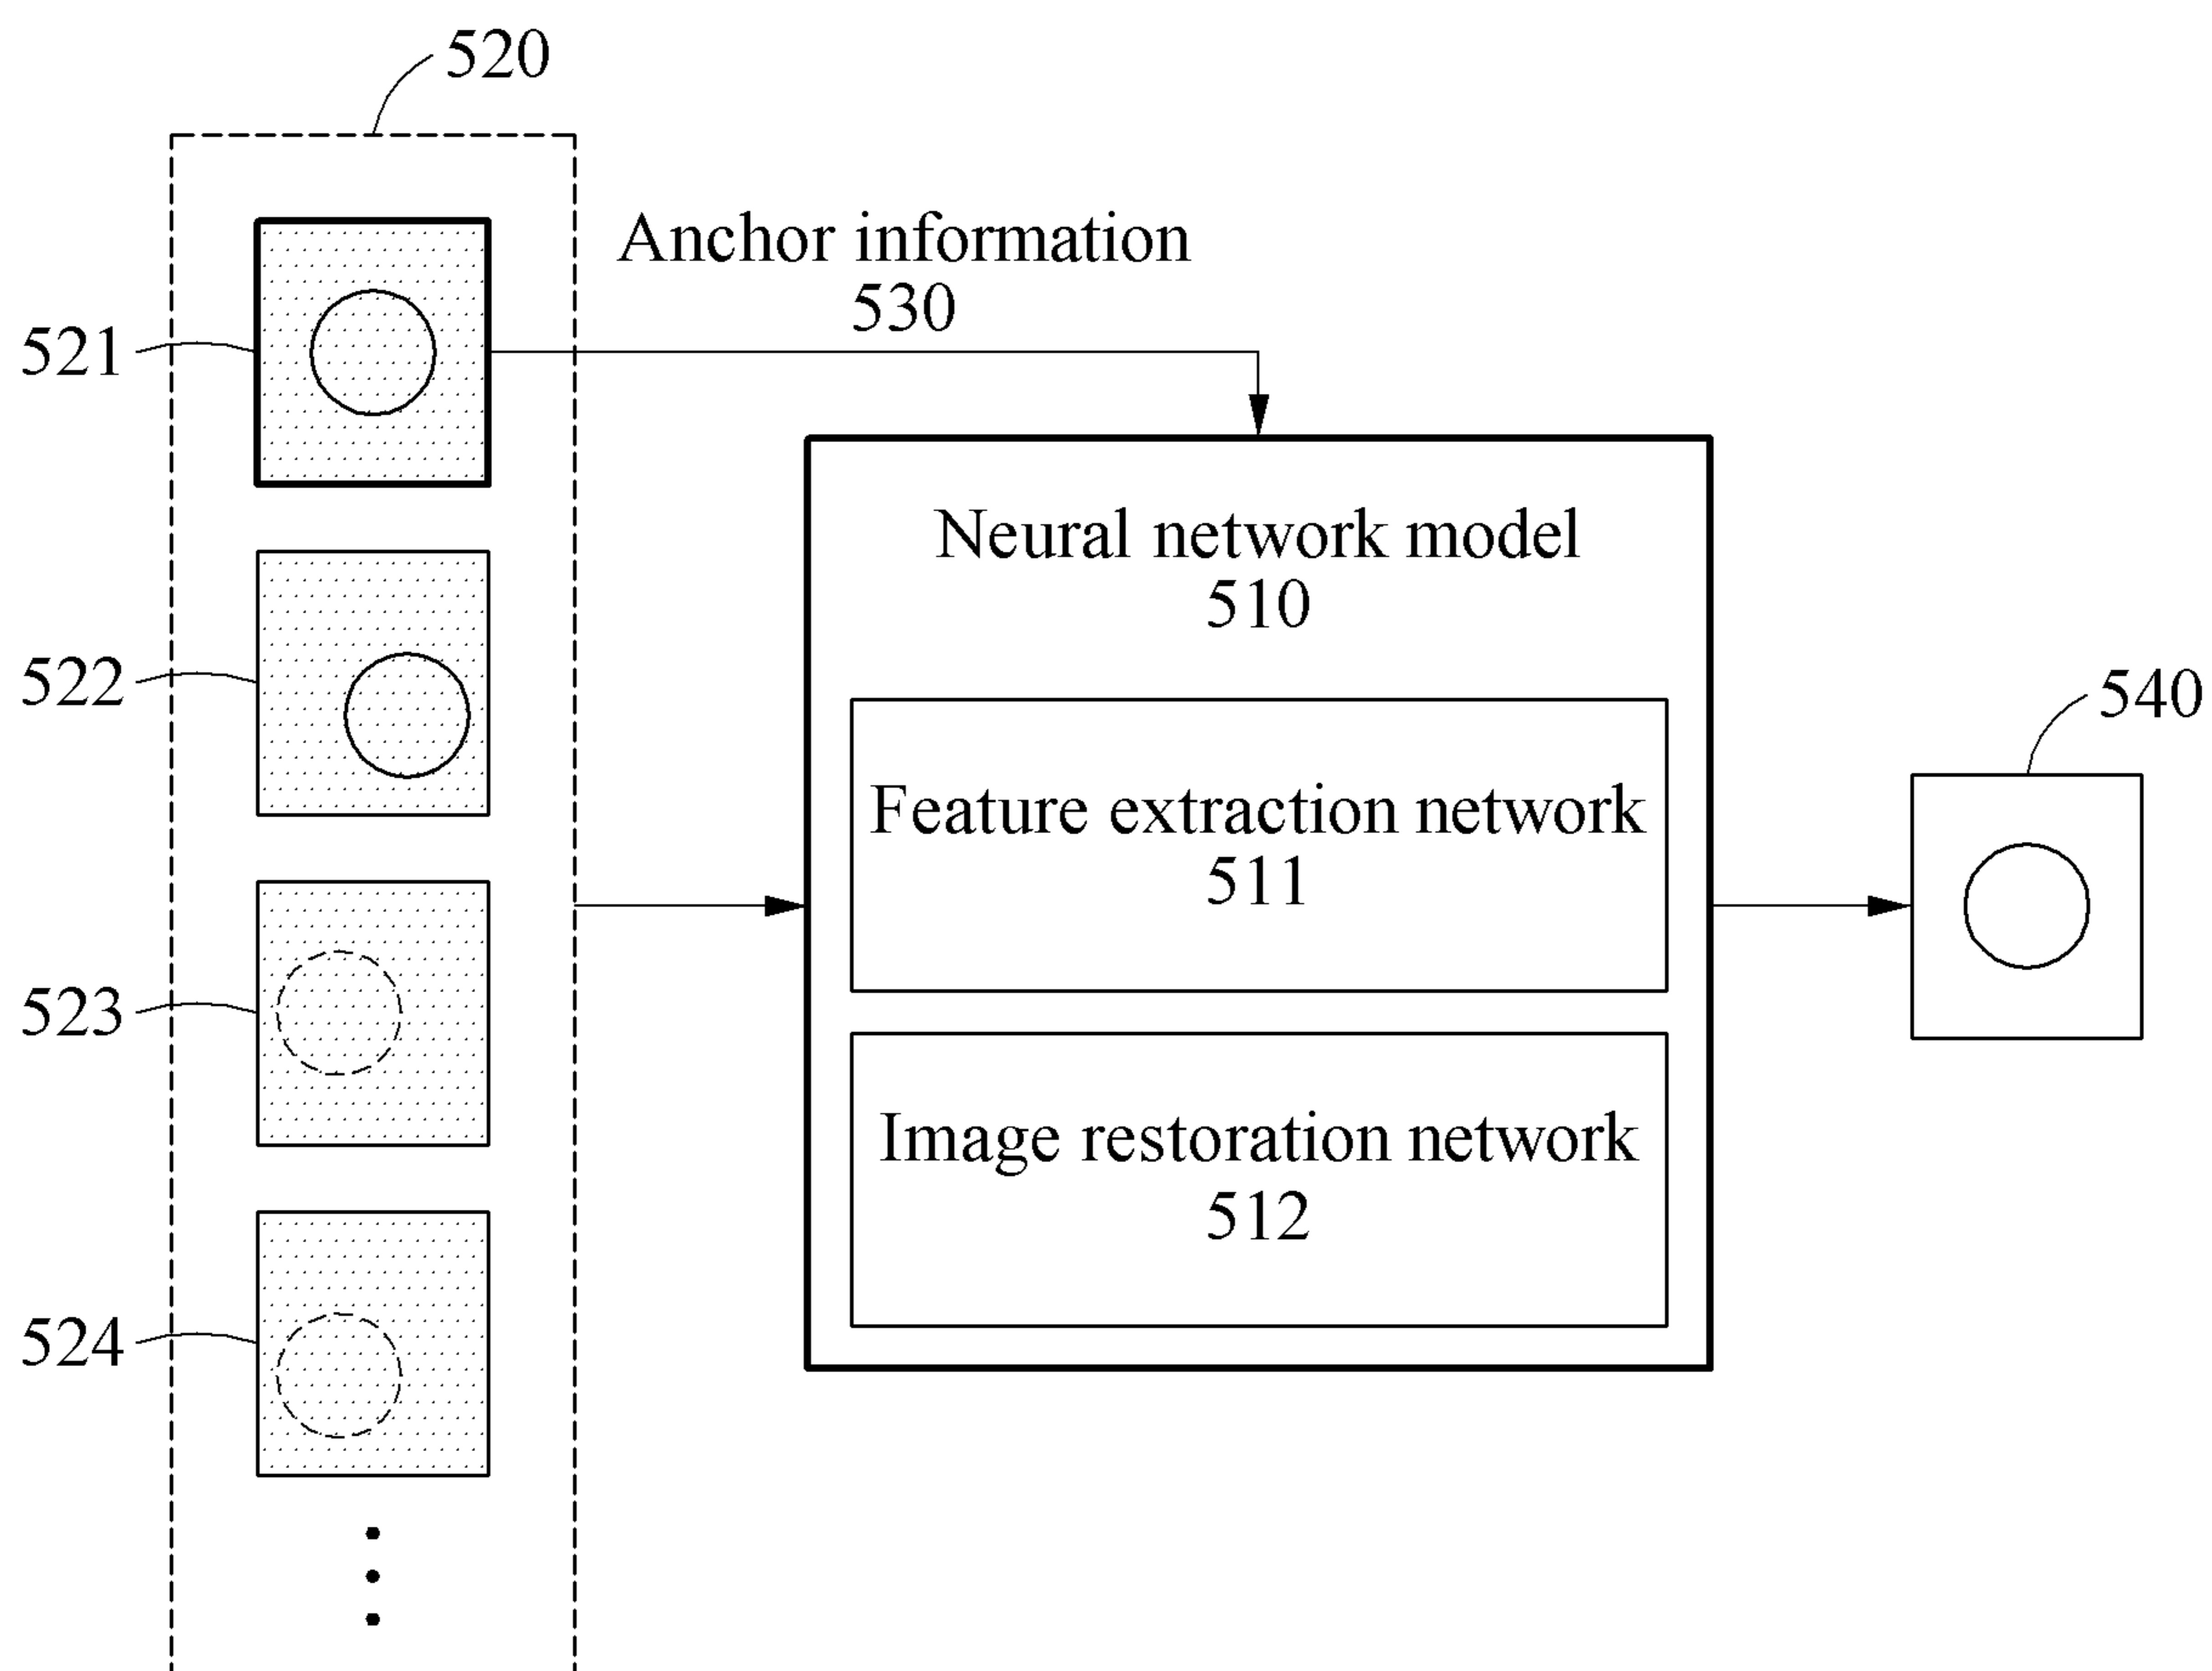 520
Anchor information
530
521
Neural network model
510
522
540
Feature extraction network
511
523
Image restoration network
512
524